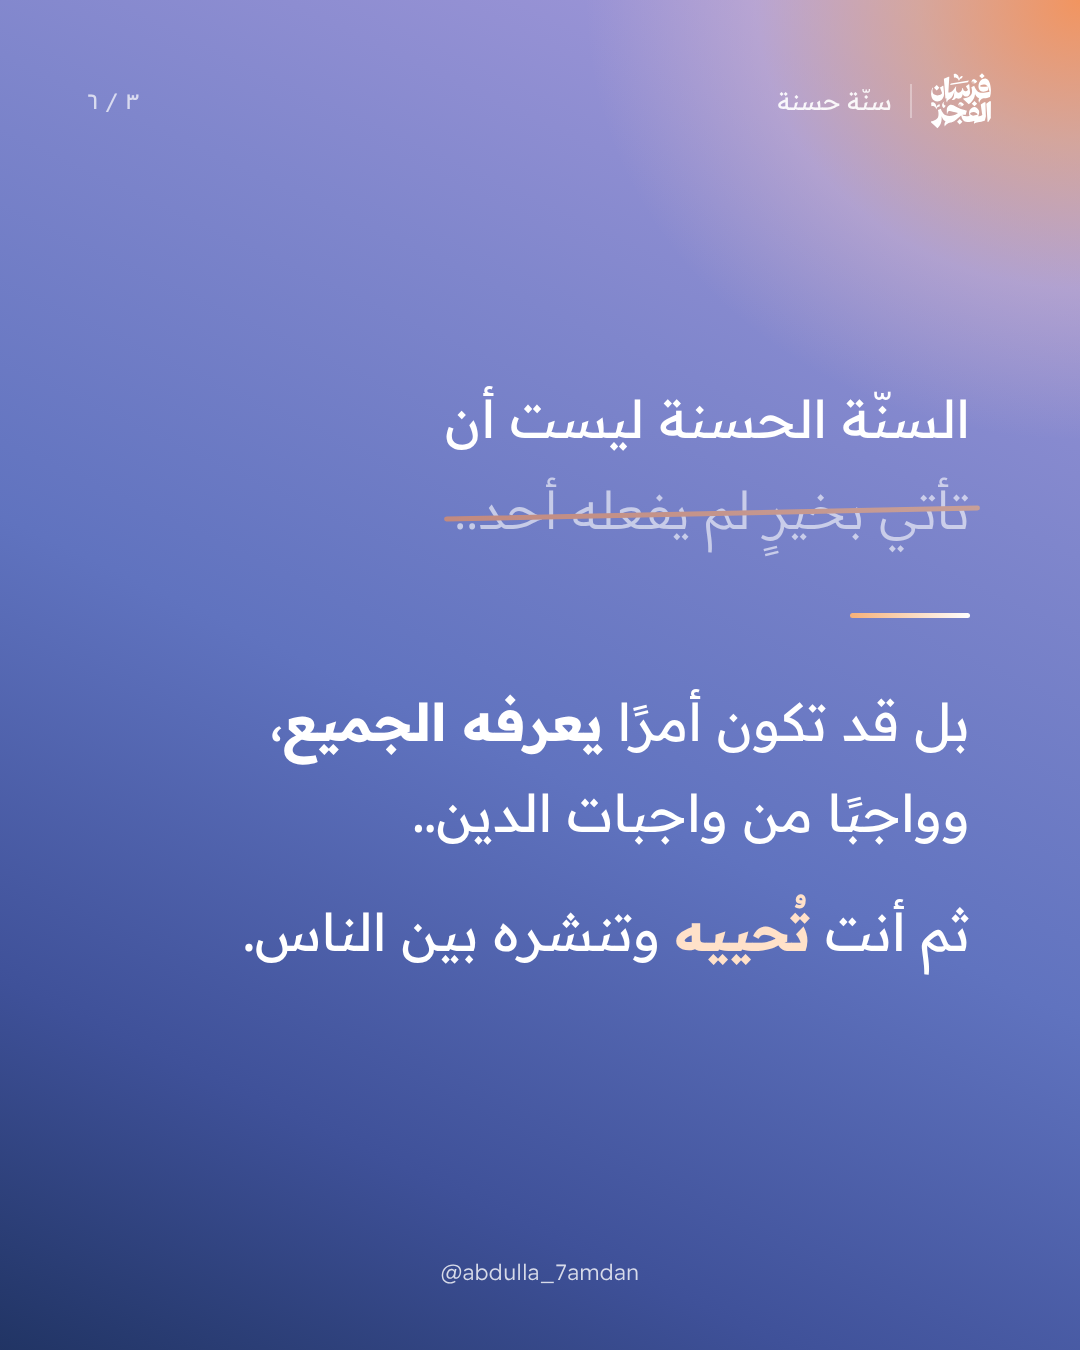 فرسان الفجر
سنّة حسنة
٣ / ٦
السنّة الحسنة ليست أن
تأتي بخيرٍ لم يفعله أحد..
بل قد تكون أمرًا يعرفه الجميع،
وواجبًا من واجبات الدين..
ثم أنت تُحييه وتنشره بين الناس.
@abdulla_7amdan